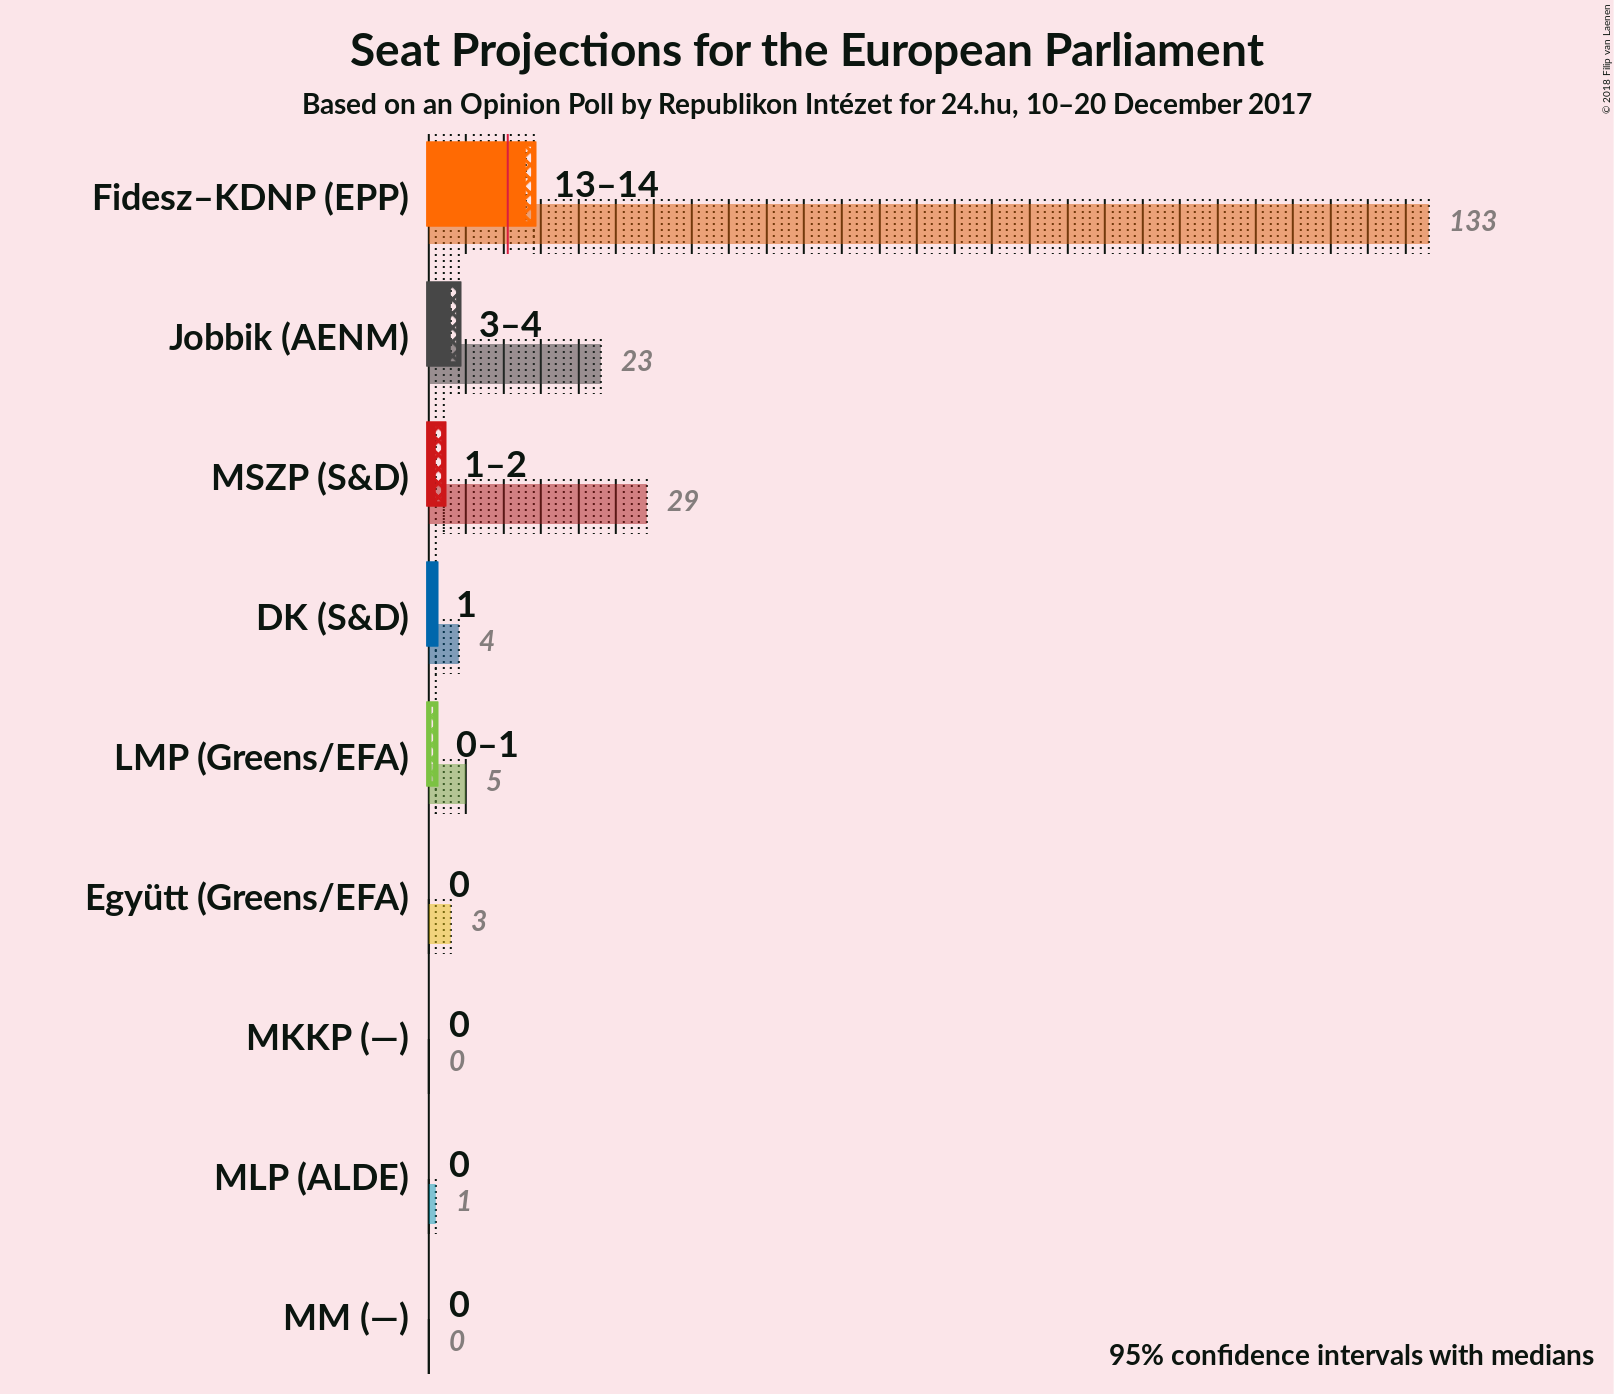 Seat Projections for the European Parliament
Based on an Opinion Poll by Republikon Intézet for 24.hu, 10–20 December 2017
© 2018 Filip van Laenen
Fidesz–KDNP (EPP)
13–14
133
Jobbik (AENM)
3–4
23
MSZP (S&D)
1–2
29
DK (S&D)
1
4
LMP (Greens/EFA)
0–1
5
Együtt (Greens/EFA)
0
3
MKKP (—)
0
0
MLP (ALDE)
0
1
MM (—)
0
0
95% confidence intervals with medians